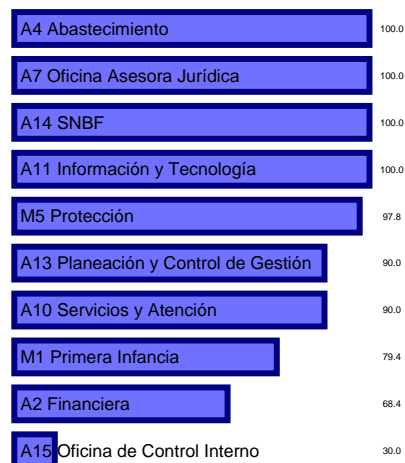 A4 Abastecimiento 100.0
A7 Oficina Asesora Jurídica 100.0
A14 SNBF 100.0
A11 Información y Tecnología 100.0
M5 Protección 97.8
A13 Planeación y Control de Gestión 90.0
A10 Servicios y Atención 90.0
M1 Primera Infancia 79.4
A2 Financiera 68.4
A15 Oficina de Control Interno 30.0